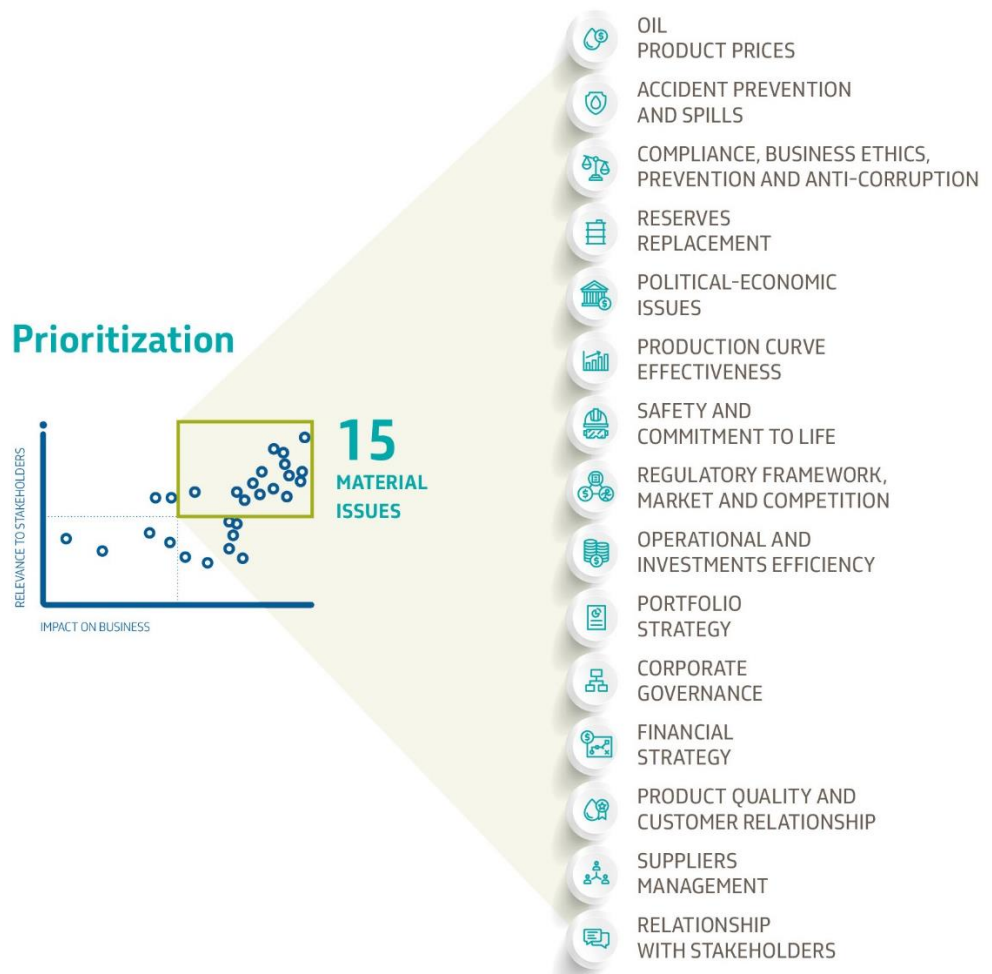 Prioritization
RELEVANCE TO STAKEHOLDERS
IMPACT ON BUSINESS
15
MATERIAL
ISSUES
OIL
PRODUCT PRICES
ACCIDENT PREVENTION
AND SPILLS
COMPLIANCE, BUSINESS ETHICS,
PREVENTION AND ANTI-CORRUPTION
RESERVES
REPLACEMENT
POLITICAL-ECONOMIC
ISSUES
PRODUCTION CURVE
EFFECTIVENESS
SAFETY AND
COMMITMENT TO LIFE
REGULATORY FRAMEWORK,
MARKET AND COMPETITION
OPERATIONAL AND
INVESTMENTS EFFICIENCY
PORTFOLIO
STRATEGY
CORPORATE
GOVERNANCE
FINANCIAL
STRATEGY
PRODUCT QUALITY AND
CUSTOMER RELATIONSHIP
SUPPLIERS
MANAGEMENT
RELATIONSHIP
WITH STAKEHOLDERS